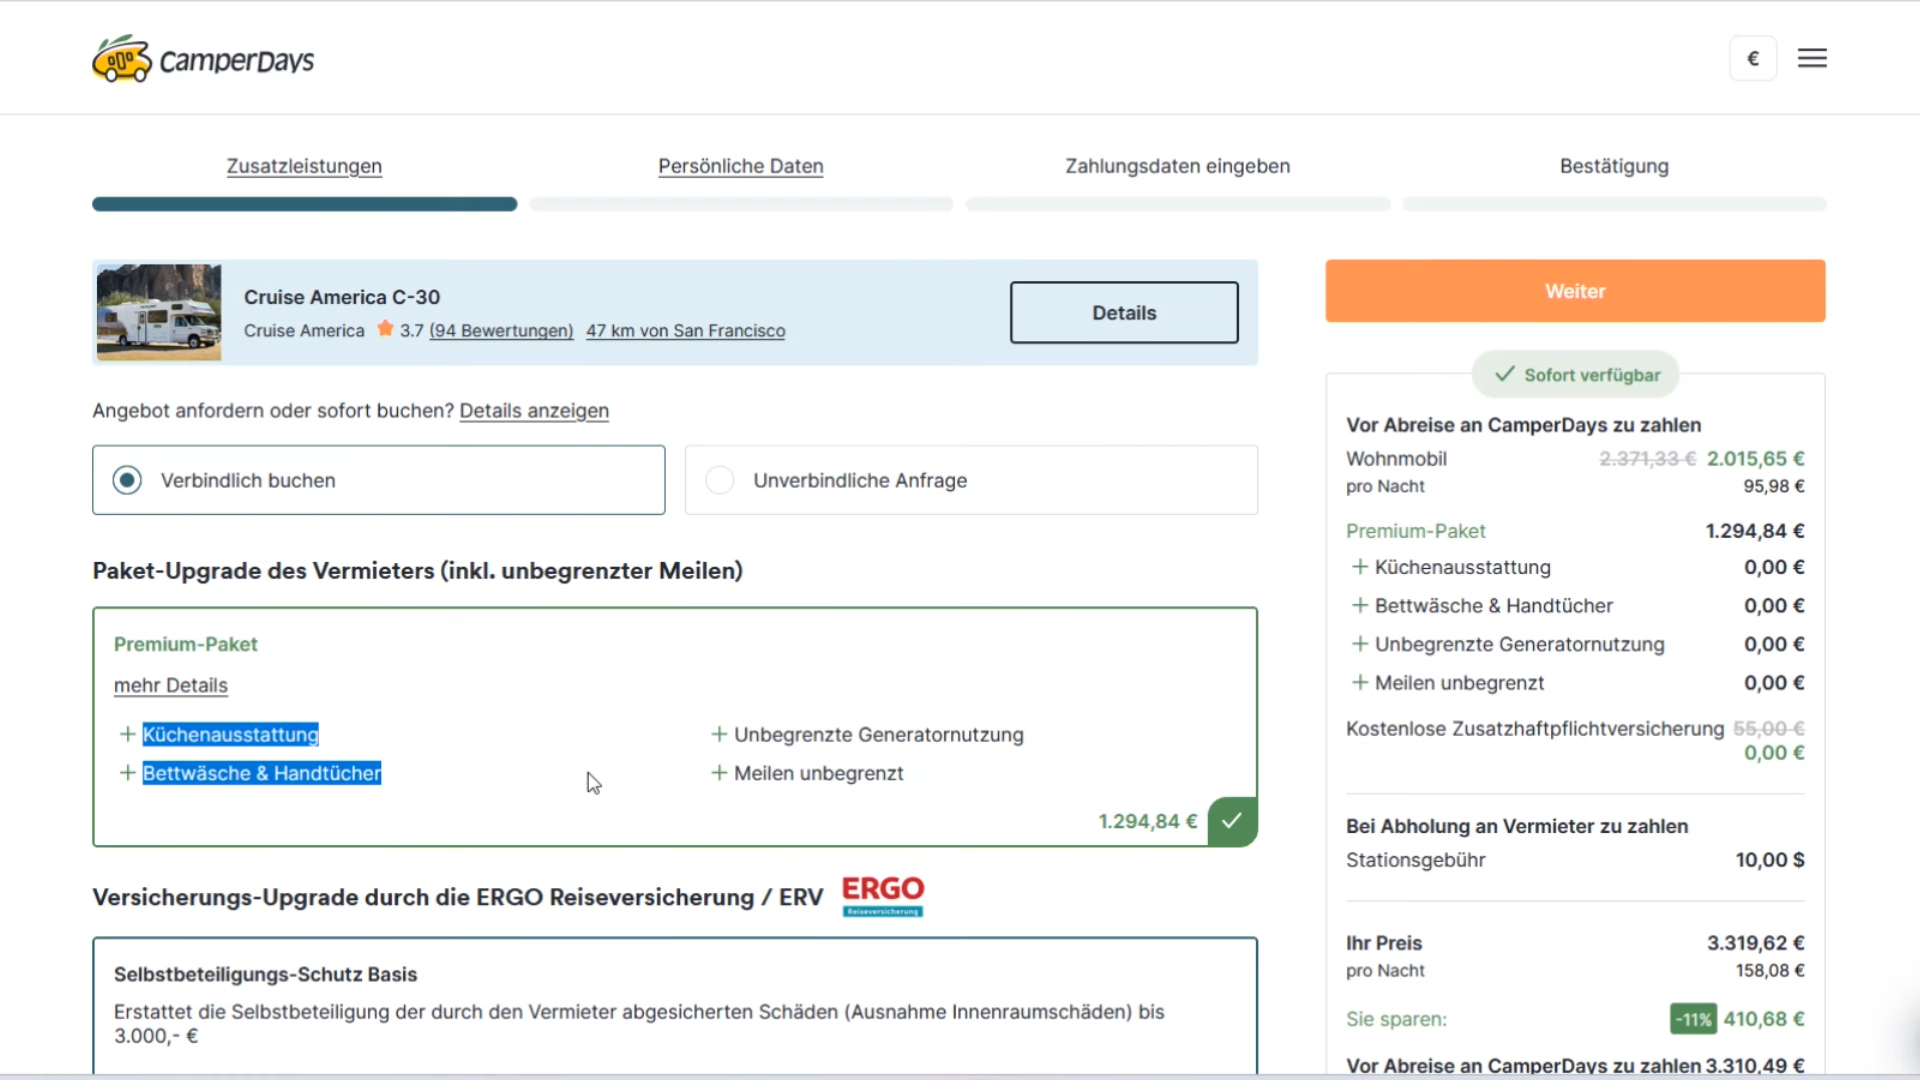 CamperDays
€
Zusatzleistungen
Persönliche Daten
Zahlungsdaten eingeben
Bestätigung
Cruise America C-30
Cruise America 3.7 (94 Bewertungen) 47 km von San Francisco
Details
Angebot anfordern oder sofort buchen? Details anzeigen
Verbindlich buchen
Unverbindliche Anfrage
Paket-Upgrade des Vermieters (inkl. unbegrenzter Meilen)
Premium-Paket
mehr Details
+ Küchenausstattung
+ Bettwäsche & Handtücher
+ Unbegrenzte Generatornutzung
+ Meilen unbegrenzt
1.294,84 €
Versicherungs-Upgrade durch die ERGO Reiseversicherung / ERV
ERGO
Reiseversicherung
Selbstbeteiligungs-Schutz Basis
Erstattet die Selbstbeteiligung der durch den Vermieter abgesicherten Schäden (Ausnahme Innenraumschäden) bis
3.000,- €
Weiter
Sofort verfügbar
Vor Abreise an CamperDays zu zahlen
Wohnmobil 2.371,33 € 2.015,65 €
pro Nacht 95,98 €
Premium-Paket 1.294,84 €
+ Küchenausstattung 0,00 €
+ Bettwäsche & Handtücher 0,00 €
+ Unbegrenzte Generatornutzung 0,00 €
+ Meilen unbegrenzt 0,00 €
Kostenlose Zusatzhaftpflichtversicherung 55,00 €
0,00 €
Bei Abholung an Vermieter zu zahlen
Stationsgebühr 10,00 $
Ihr Preis 3.319,62 €
pro Nacht 158,08 €
Sie sparen: -11% 410,68 €
Vor Abreise an CamperDays zu zahlen 3.310,49 €